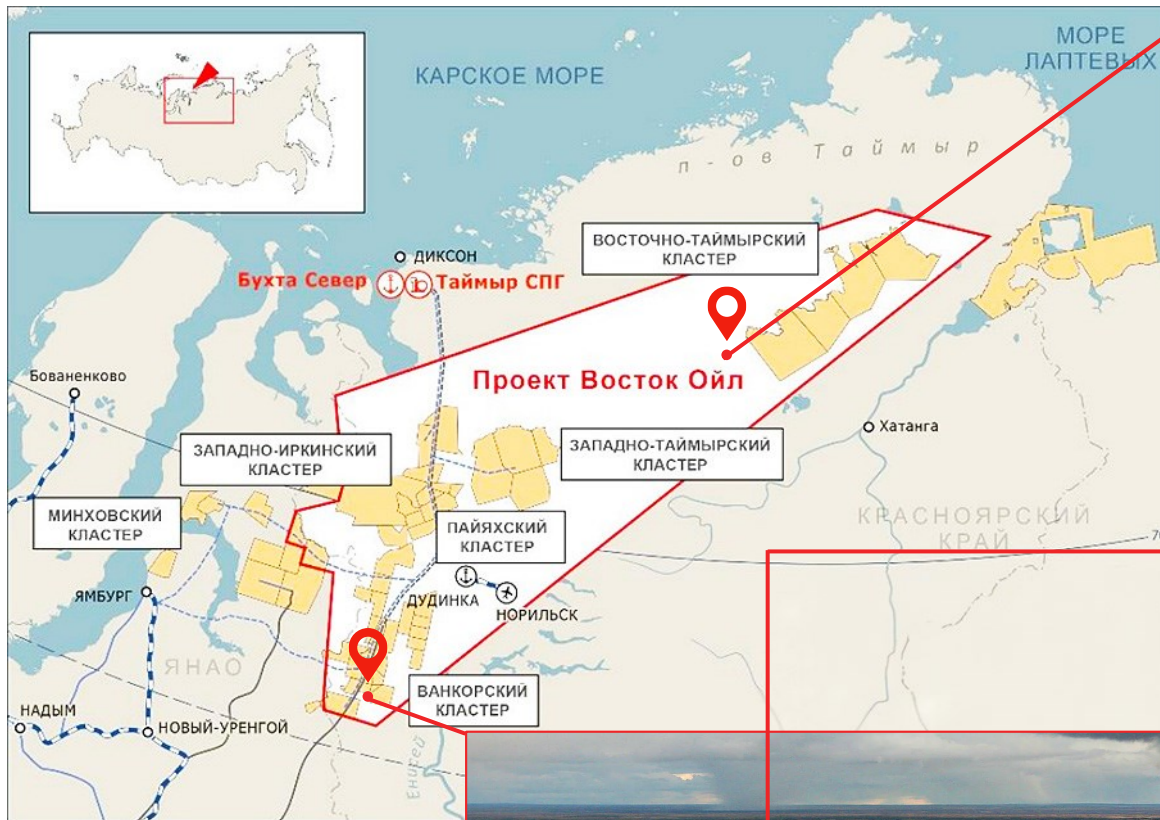 МОРЕ
ЛАПТЕВЫХ
КАРСКОЕ МОРЕ
п-ов Таймыр
ВОСТОЧНО-ТАЙМЫРСКИЙ
КЛАСТЕР
ДИКСОН
Бухта Север
Таймыр СПГ
Проект Восток Ойл
Бованенково
Хатанга
ЗАПАДНО-ИРКИНСКИЙ
КЛАСТЕР
ЗАПАДНО-ТАЙМЫРСКИЙ
КЛАСТЕР
МИНХОВСКИЙ
КЛАСТЕР
ПАЙЯХСКИЙ
КЛАСТЕР
КРАСНОЯРСКИЙ
КРАЙ
ДУДИНКА
НОРИЛЬСК
ЯМБУРГ
ЯНАО
ВАНКОРСКИЙ
КЛАСТЕР
НАДЫМ
НОВЫЙ-УРЕНГОЙ
Енисей